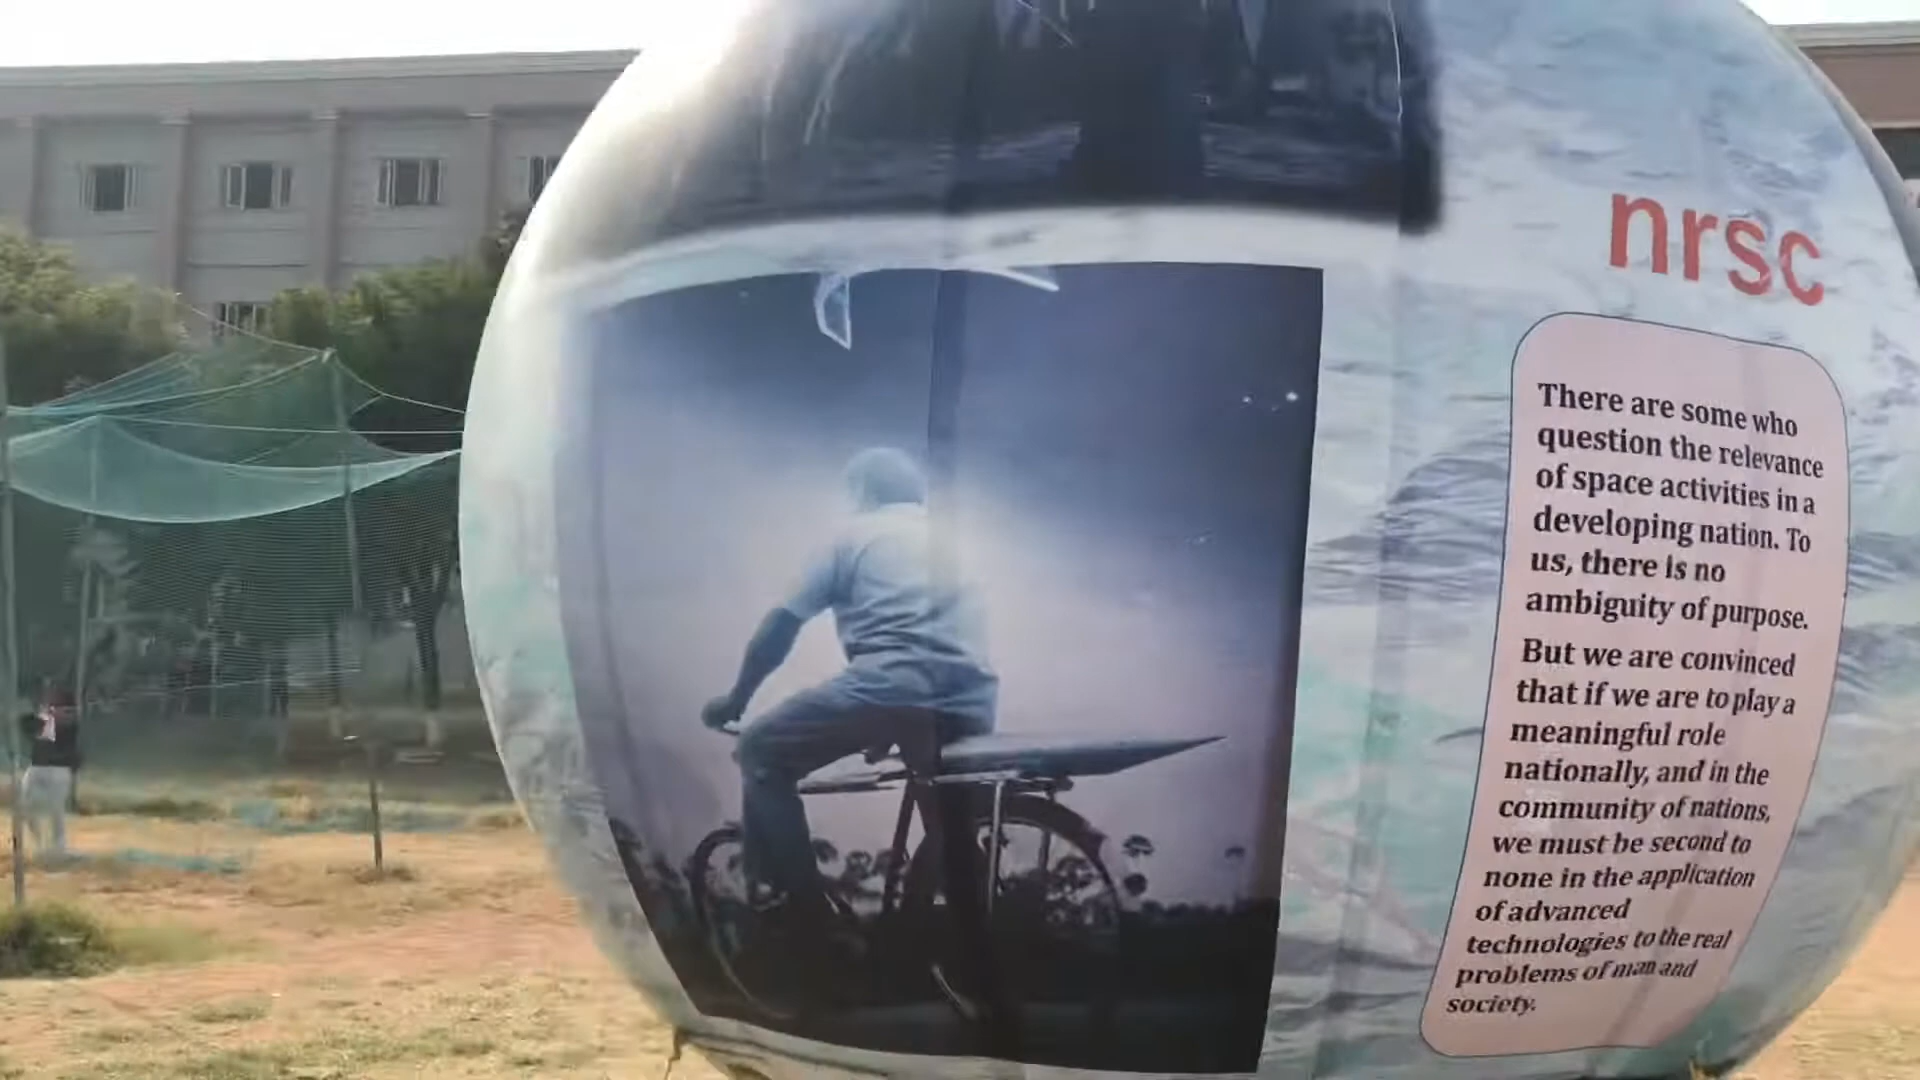 nrsc
There are some who
question the relevance
of space activities in a
developing nation. To
us, there is no
ambiguity of purpose.
But we are convinced
that if we are to play a
meaningful role
nationally, and in the
community of nations,
we must be second to
none in the application
of advanced
technologies to the real
problems of man and
society.